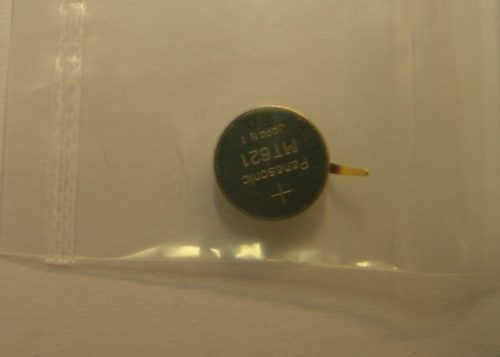 +
Panasonic
MT621
JAPAN 1